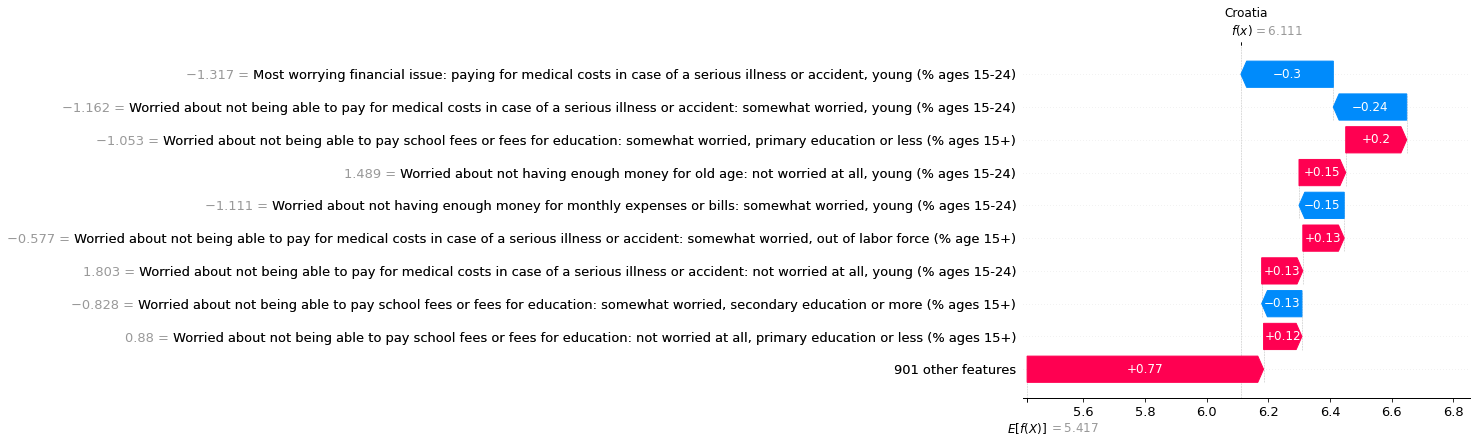 Croatia
f(x) = 6.111
−1.317 = Most worrying financial issue: paying for medical costs in case of a serious illness or accident, young (% ages 15-24)
−0.3
−1.162 = Worried about not being able to pay for medical costs in case of a serious illness or accident: somewhat worried, young (% ages 15-24)
−0.24
−1.053 = Worried about not being able to pay school fees or fees for education: somewhat worried, primary education or less (% ages 15+)
+0.2
1.489 = Worried about not having enough money for old age: not worried at all, young (% ages 15-24)
+0.15
−1.111 = Worried about not having enough money for monthly expenses or bills: somewhat worried, young (% ages 15-24)
−0.15
−0.577 = Worried about not being able to pay for medical costs in case of a serious illness or accident: somewhat worried, out of labor force (% age 15+)
+0.13
1.803 = Worried about not being able to pay for medical costs in case of a serious illness or accident: not worried at all, young (% ages 15-24)
+0.13
−0.828 = Worried about not being able to pay school fees or fees for education: somewhat worried, secondary education or more (% ages 15+)
−0.13
0.88 = Worried about not being able to pay school fees or fees for education: not worried at all, primary education or less (% ages 15+)
+0.12
901 other features
+0.77
5.6 5.8 6.0 6.2 6.4 6.6 6.8
E[f(X)] = 5.417